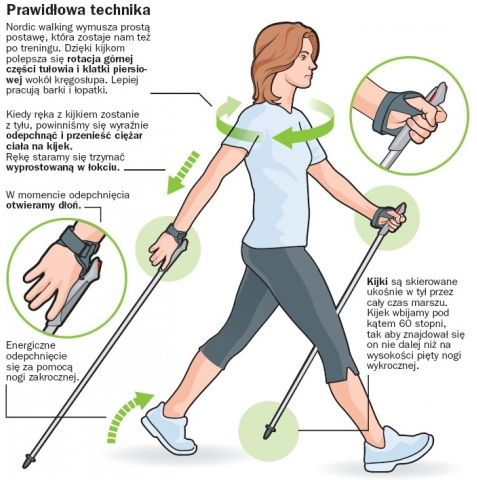 Prawidłowa technika
Nordic walking wymusza prostą
postawę, która zostaje nam też
po treningu. Dzięki kijkom
polepsza się rotacja górnej
części tułowia i klatki piersio-
wej wokół kręgosłupa. Lepiej
pracują barki i łopatki.
Kiedy ręka z kijkiem zostanie
z tyłu, powinniśmy się wyraźnie
odepchnąć i przenieść ciężar
ciała na kijek.
Rękę staramy się trzymać
wyprostowaną w łokciu.
W momencie odepchnięcia
otwieramy dłoń.
Energiczne
odepchnięcie
się za pomocą
nogi zakrocznej.
Kijki są skierowane
ukośnie w tył przez
cały czas marszu.
Kijek wbijamy pod
kątem 60 stopni,
tak aby znajdował się
on nie dalej niż na
wysokości pięty nogi
wykrocznej.